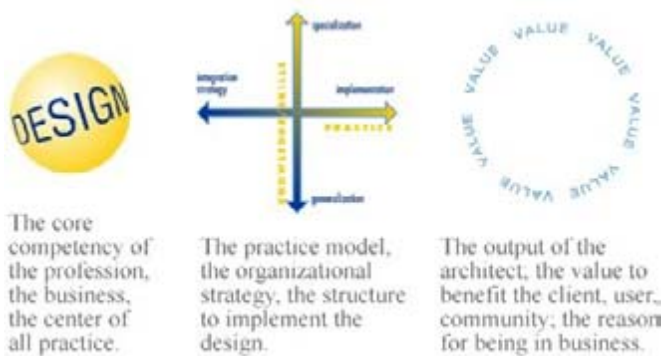 DESIGN
specialization
integration
strategy
implementation
KNOWLEDGE/SKILLS
PRACTICE
generalization
VALUE VALUE VALUE VALUE VALUE VALUE VALUE VALUE
The core
competency of
the profession,
the business,
the center of
all practice.
The practice model,
the organizational
strategy, the structure
to implement the
design.
The output of the
architect, the value to
benefit the client, user,
community; the reason
for being in business.